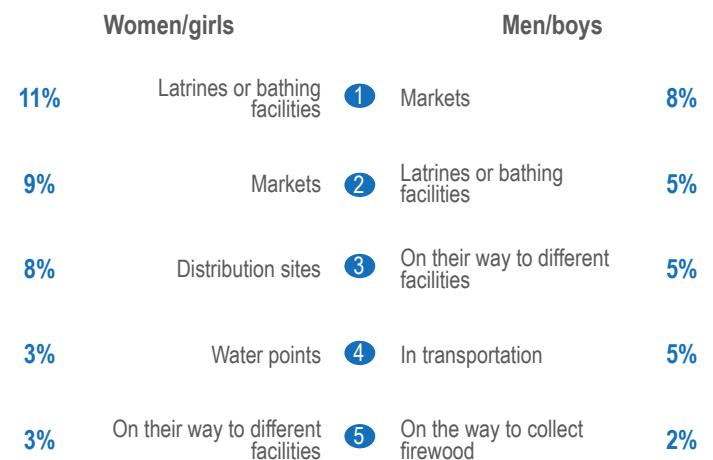 Women/girls Men/boys
11% Latrines or bathing facilities 1 Markets 8%
9% Markets 2 Latrines or bathing facilities 5%
8% Distribution sites 3 On their way to different facilities 5%
3% Water points 4 In transportation 5%
3% On their way to different facilities 5 On the way to collect firewood 2%